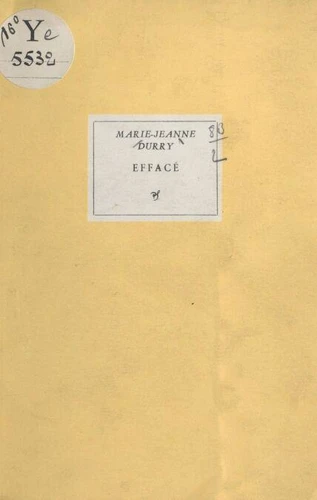 16°
Ye
5532
MARIE-JEANNE
DURRY
EFFACÉ